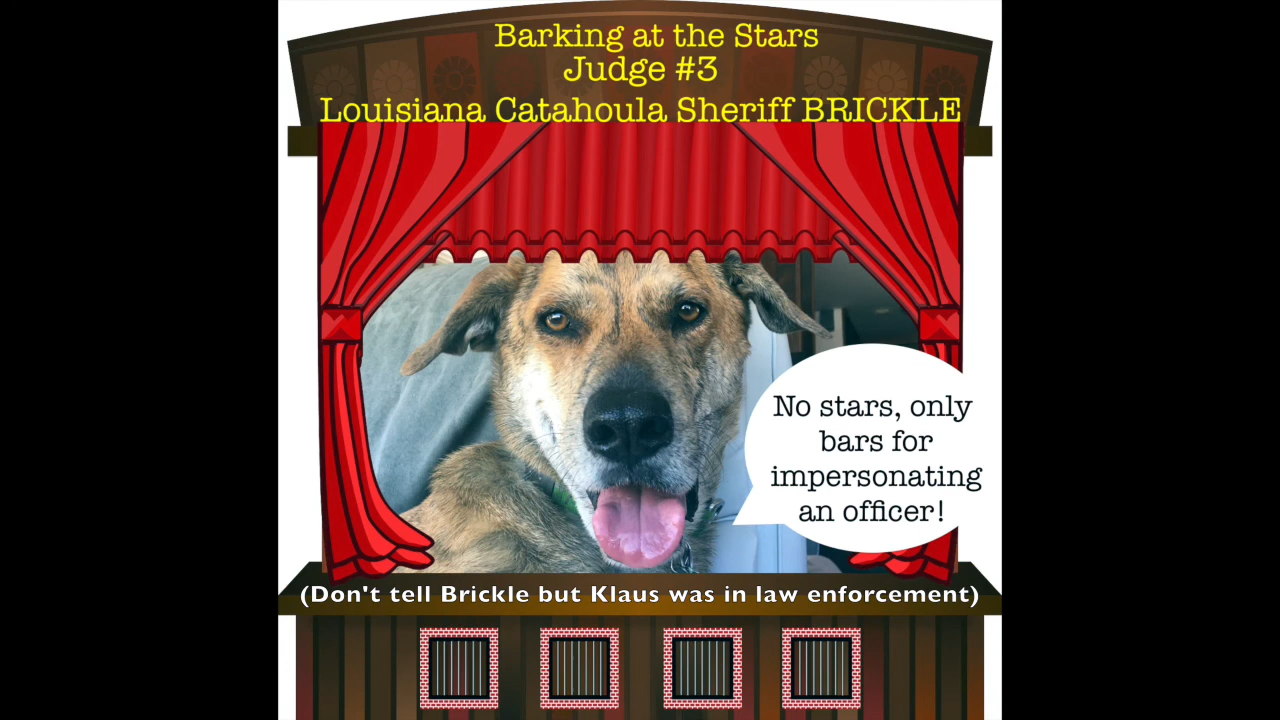 Barking at the Stars
Judge #3
Louisiana Catahoula Sheriff BRICKLE
No stars, only
bars for
impersonating
an officer!
(Don't tell Brickle but Klaus was in law enforcement)